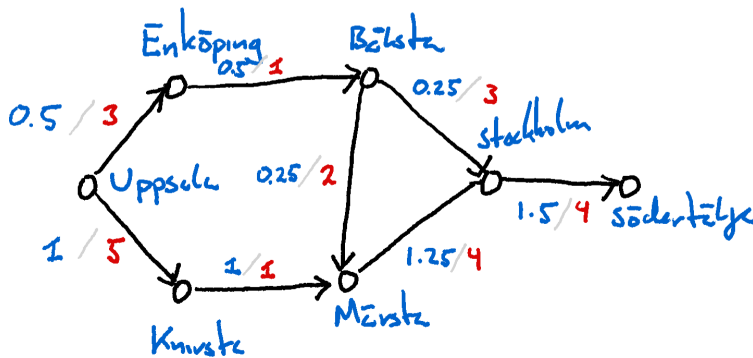 Enköping
Bålsta
0.5/1
0.25/3
0.5/3
Stockholm
Uppsala
0.25/2
1.5/4
Södertälje
1/5
1/1
1.25/4
Knivsta
Märsta